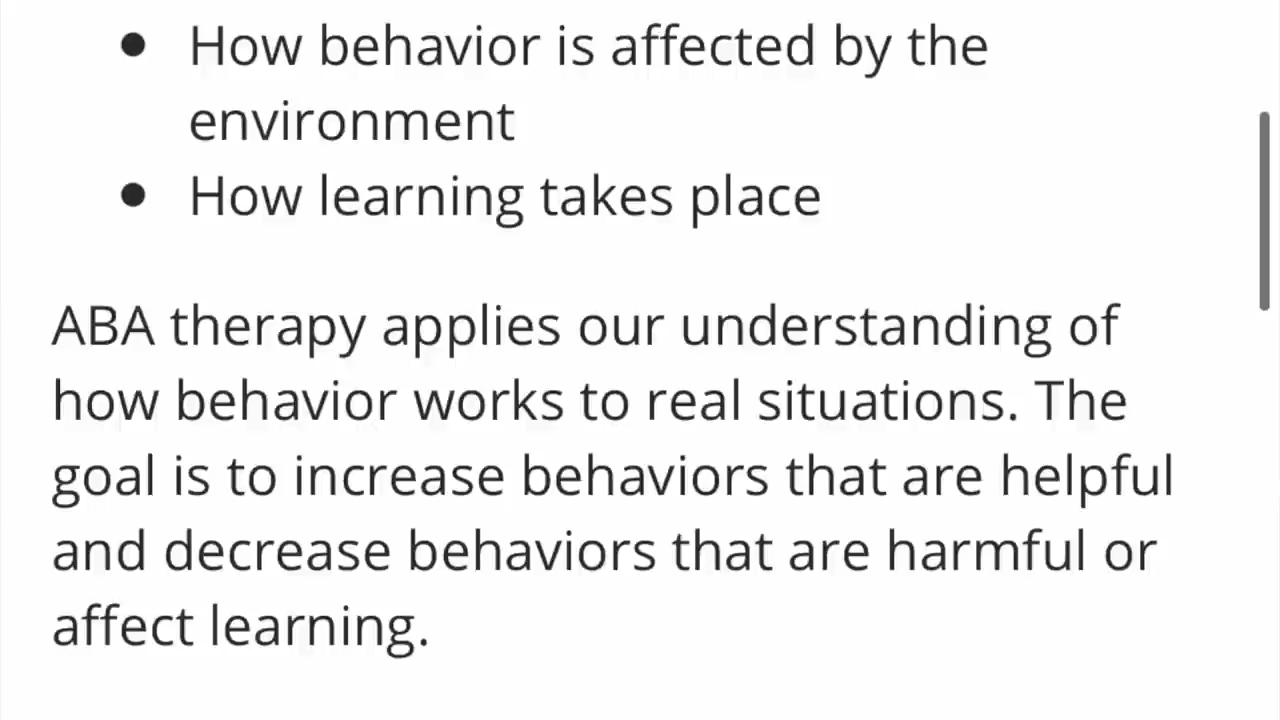 • How behavior is affected by the
environment
• How learning takes place
ABA therapy applies our understanding of
how behavior works to real situations. The
goal is to increase behaviors that are helpful
and decrease behaviors that are harmful or
affect learning.